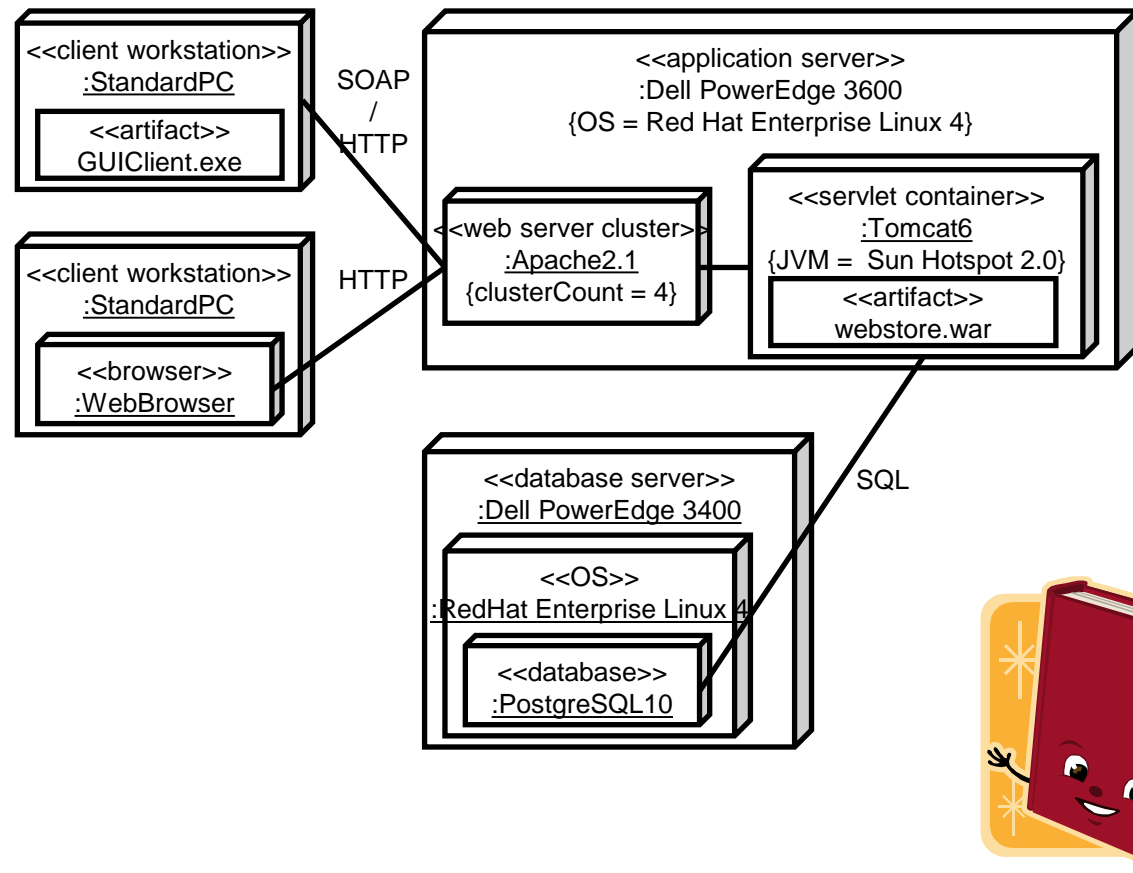 <<client workstation>>
:StandardPC
<<artifact>>
GUIClient.exe
SOAP
/
HTTP
<<client workstation>>
:StandardPC
<<browser>>
:WebBrowser
HTTP
<<application server>>
:Dell PowerEdge 3600
{OS = Red Hat Enterprise Linux 4}
<<web server cluster>>
:Apache2.1
{clusterCount = 4}
<<servlet container>>
:Tomcat6
{JVM =  Sun Hotspot 2.0}
<<artifact>>
webstore.war
SQL
<<database server>>
:Dell PowerEdge 3400
<<OS>>
:RedHat Enterprise Linux 4
<<database>>
:PostgreSQL10